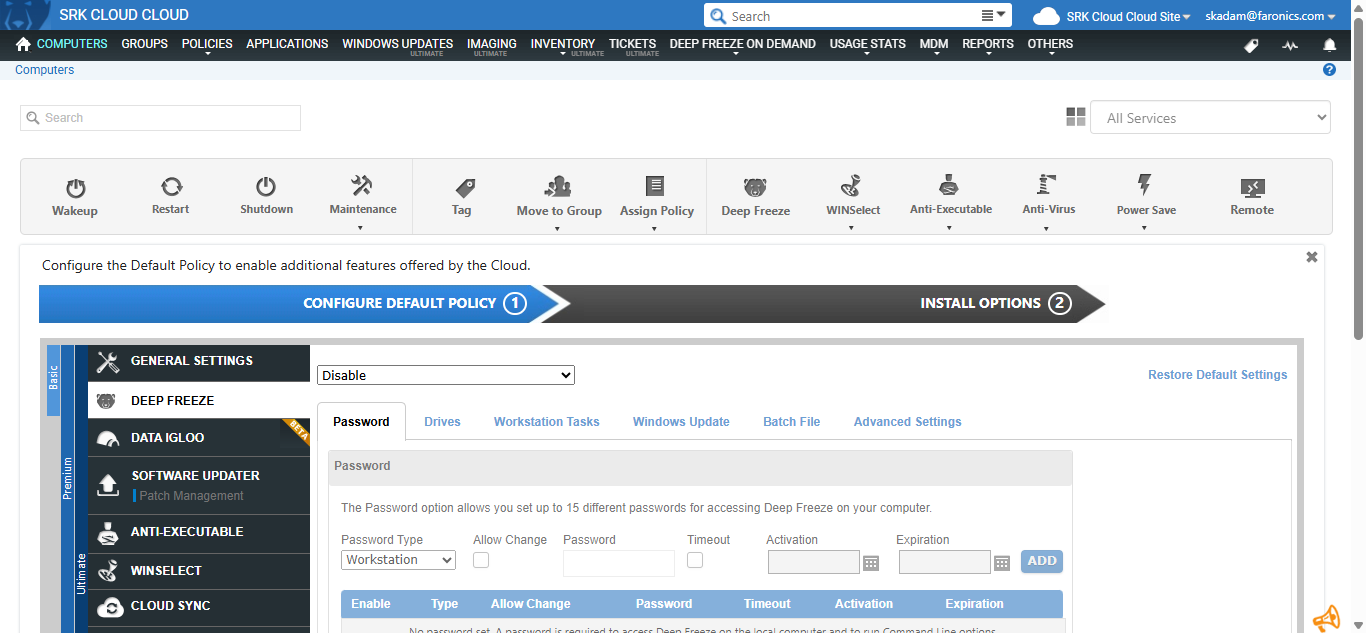 SRK CLOUD CLOUD
Search
SRK Cloud Cloud Site
skadam@faronics.com
COMPUTERS GROUPS POLICIES APPLICATIONS WINDOWS UPDATES IMAGING INVENTORY TICKETS DEEP FREEZE ON DEMAND USAGE STATS MDM REPORTS OTHERS
ULTIMATE ULTIMATE ULTIMATE ULTIMATE
Computers
?
Search
All Services
Wakeup Restart Shutdown Maintenance Tag Move to Group Assign Policy Deep Freeze WINSelect Anti-Executable Anti-Virus Power Save Remote
Configure the Default Policy to enable additional features offered by the Cloud.
CONFIGURE DEFAULT POLICY 1
INSTALL OPTIONS 2
Basic
Premium
Ultimate
GENERAL SETTINGS
DEEP FREEZE
DATA IGLOO
BETA
SOFTWARE UPDATER
Patch Management
ANTI-EXECUTABLE
WINSELECT
CLOUD SYNC
Disable
Restore Default Settings
Password Drives Workstation Tasks Windows Update Batch File Advanced Settings
Password
The Password option allows you set up to 15 different passwords for accessing Deep Freeze on your computer.
Password Type Allow Change Password Timeout Activation Expiration
Workstation
ADD
Enable Type Allow Change Password Timeout Activation Expiration
No password set. A password is required to access Deep Freeze on the local computer and to run Command Line options.